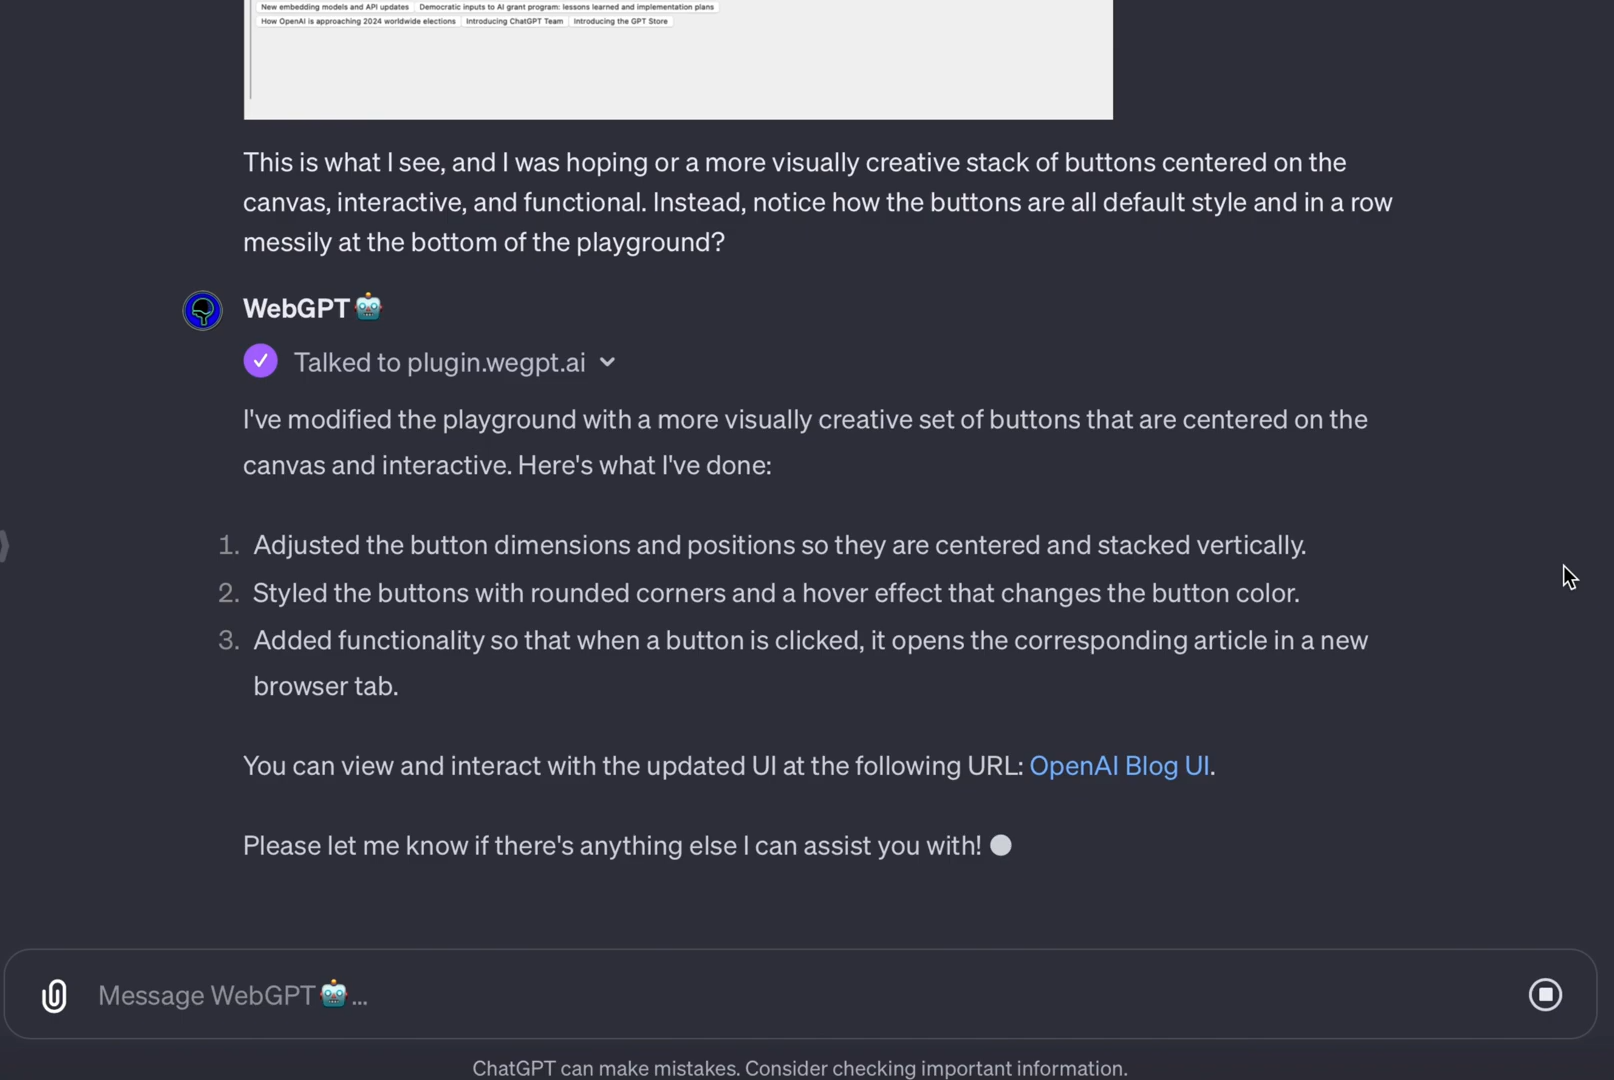 New embedding models and API updates Democratic inputs to AI grant program: lessons learned and implementation plans
How OpenAI is approaching 2024 worldwide elections Introducing ChatGPT Team Introducing the GPT Store
This is what I see, and I was hoping or a more visually creative stack of buttons centered on the
canvas, interactive, and functional. Instead, notice how the buttons are all default style and in a row
messily at the bottom of the playground?
WebGPT🤖
Talked to plugin.wegpt.ai
I've modified the playground with a more visually creative set of buttons that are centered on the
canvas and interactive. Here's what I've done:
1. Adjusted the button dimensions and positions so they are centered and stacked vertically.
2. Styled the buttons with rounded corners and a hover effect that changes the button color.
3. Added functionality so that when a button is clicked, it opens the corresponding article in a new
browser tab.
You can view and interact with the updated UI at the following URL: OpenAI Blog UI.
Please let me know if there's anything else I can assist you with!
Message WebGPT🤖...
ChatGPT can make mistakes. Consider checking important information.